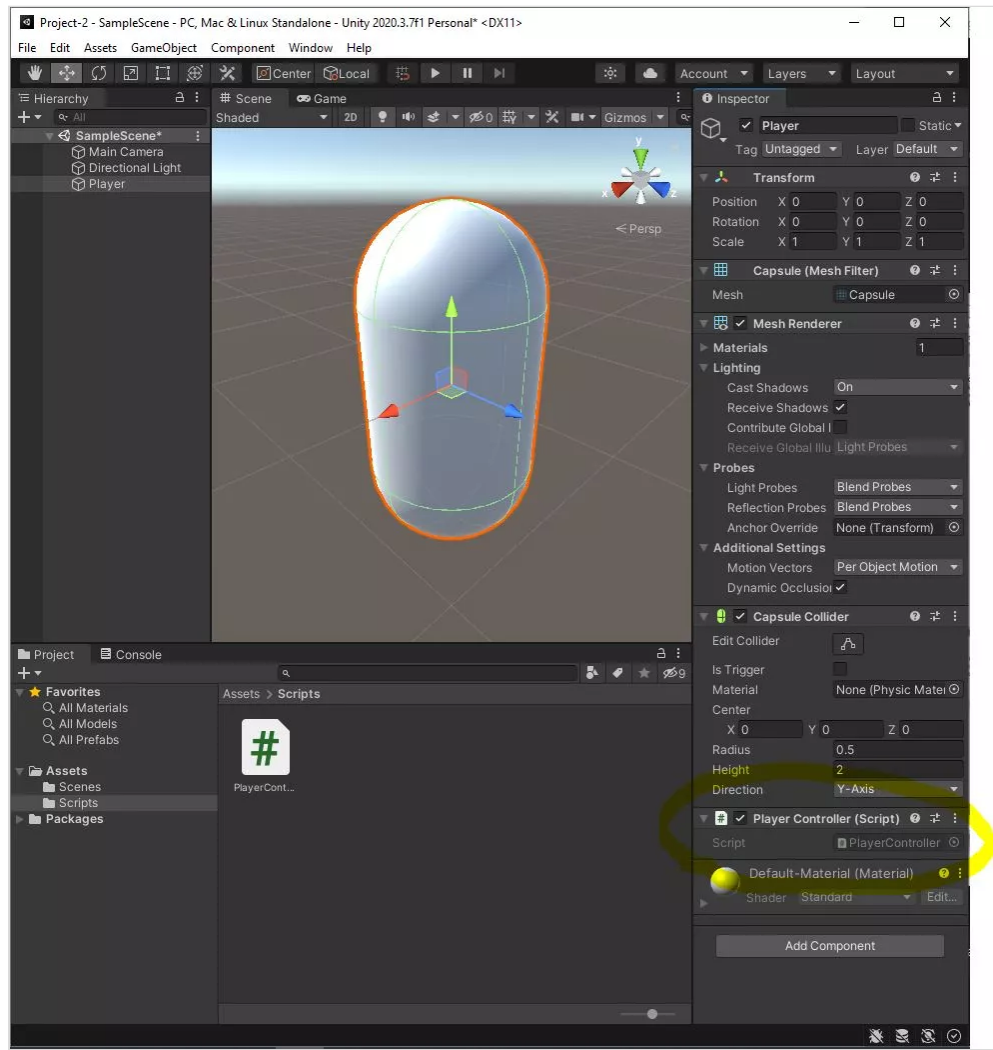 Project-2 - SampleScene - PC, Mac & Linux Standalone - Unity 2020.3.7f1 Personal* <DX11>
File Edit Assets GameObject Component Window Help
Center Local Account Layers Layout
Hierarchy
All
SampleScene*
Main Camera
Directional Light
Player
Scene Game
Shaded 2D 0 Gizmos
y
x z
Persp
Inspector
Player Static
Tag Untagged Layer Default
Transform
Position X 0 Y 0 Z 0
Rotation X 0 Y 0 Z 0
Scale X 1 Y 1 Z 1
Capsule (Mesh Filter)
Mesh Capsule
Mesh Renderer
Materials 1
Lighting
Cast Shadows On
Receive Shadows
Contribute Global I
Receive Global Illu Light Probes
Probes
Light Probes Blend Probes
Reflection Probes Blend Probes
Anchor Override None (Transform)
Additional Settings
Motion Vectors Per Object Motion
Dynamic Occlusio
Capsule Collider
Edit Collider
Is Trigger
Material None (Physic Mater
Center
X 0 Y 0 Z 0
Radius 0.5
Height 2
Direction Y-Axis
# Player Controller (Script)
Script PlayerController
Default-Material (Material)
Shader Standard Edit...
Add Component
Project Console
9
Favorites
All Materials
All Models
All Prefabs
Assets
Scenes
Scripts
Packages
Assets > Scripts
#
PlayerCont...